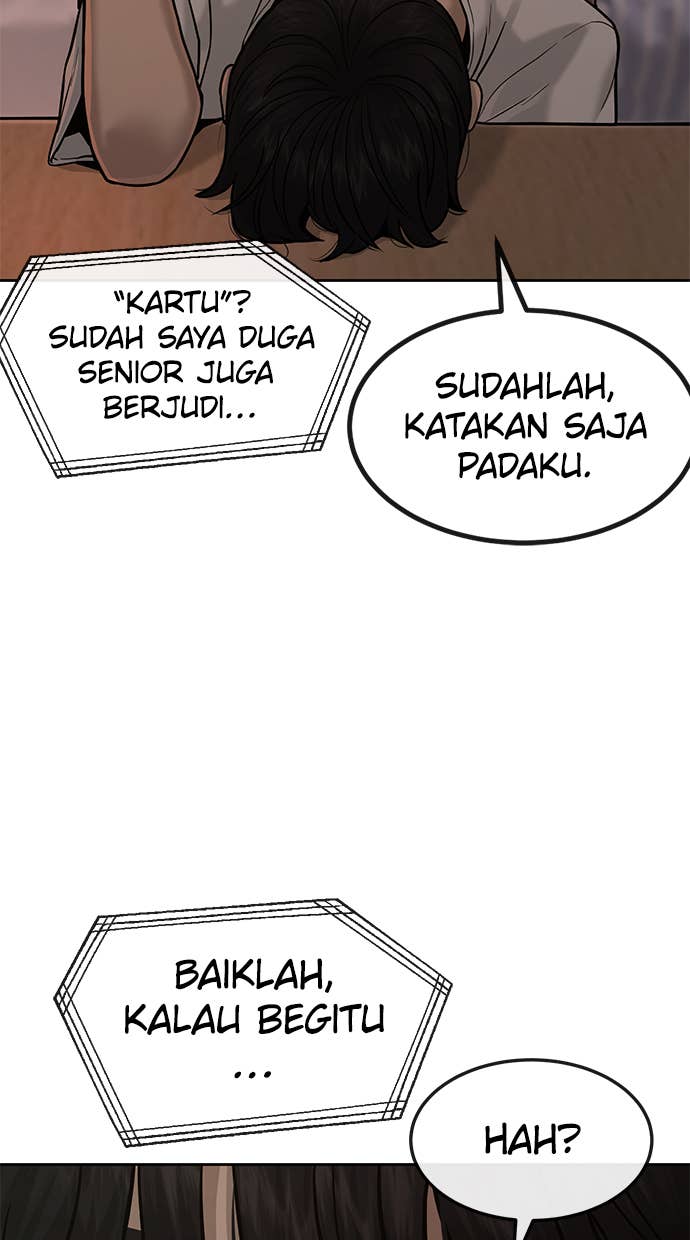 "KARTU"?
SUDAH SAYA DUGA
SENIOR JUGA
BERJUDI...
SUDAHLAH,
KATAKAN SAJA
PADAKU.
BAIKLAH,
KALAU BEGITU
...
HAH?